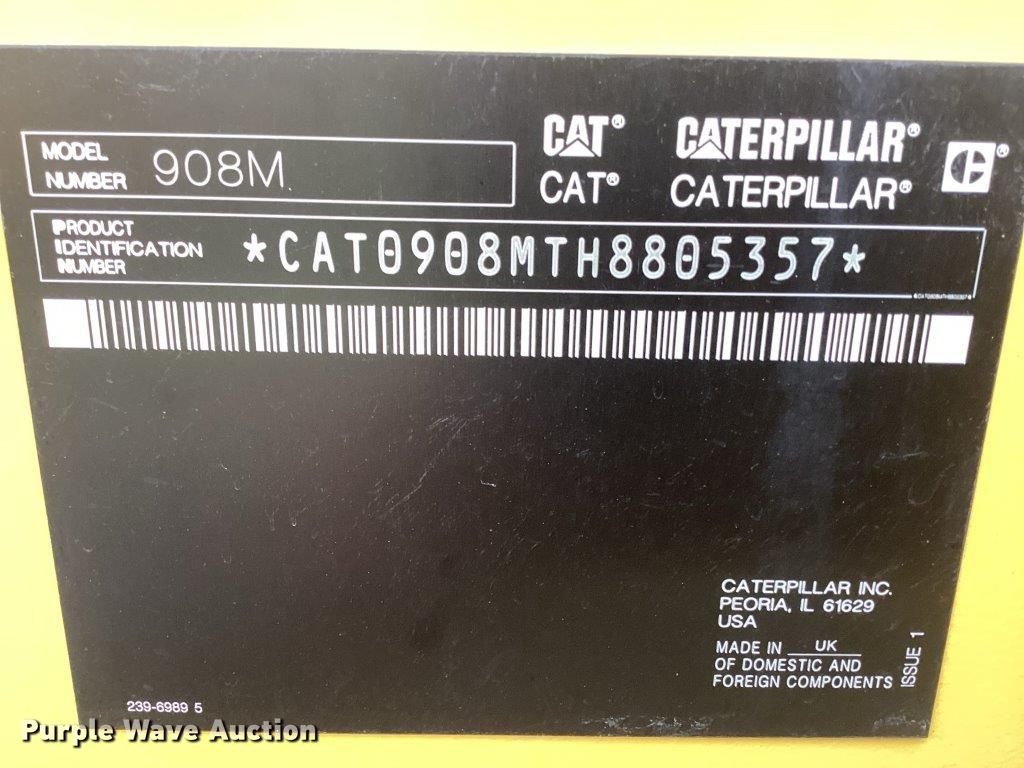 MODEL NUMBER 908M
CAT® CATERPILLAR® C®
CAT® CATERPILLAR®
PRODUCT
IDENTIFICATION
NUMBER
*CAT0908MTH8805357*
*CAT0908MTH8805357*
CATERPILLAR INC.
PEORIA, IL 61629
USA
MADE IN UK
OF DOMESTIC AND
FOREIGN COMPONENTS
ISSUE 1
239-6989 5
Purple Wave Auction